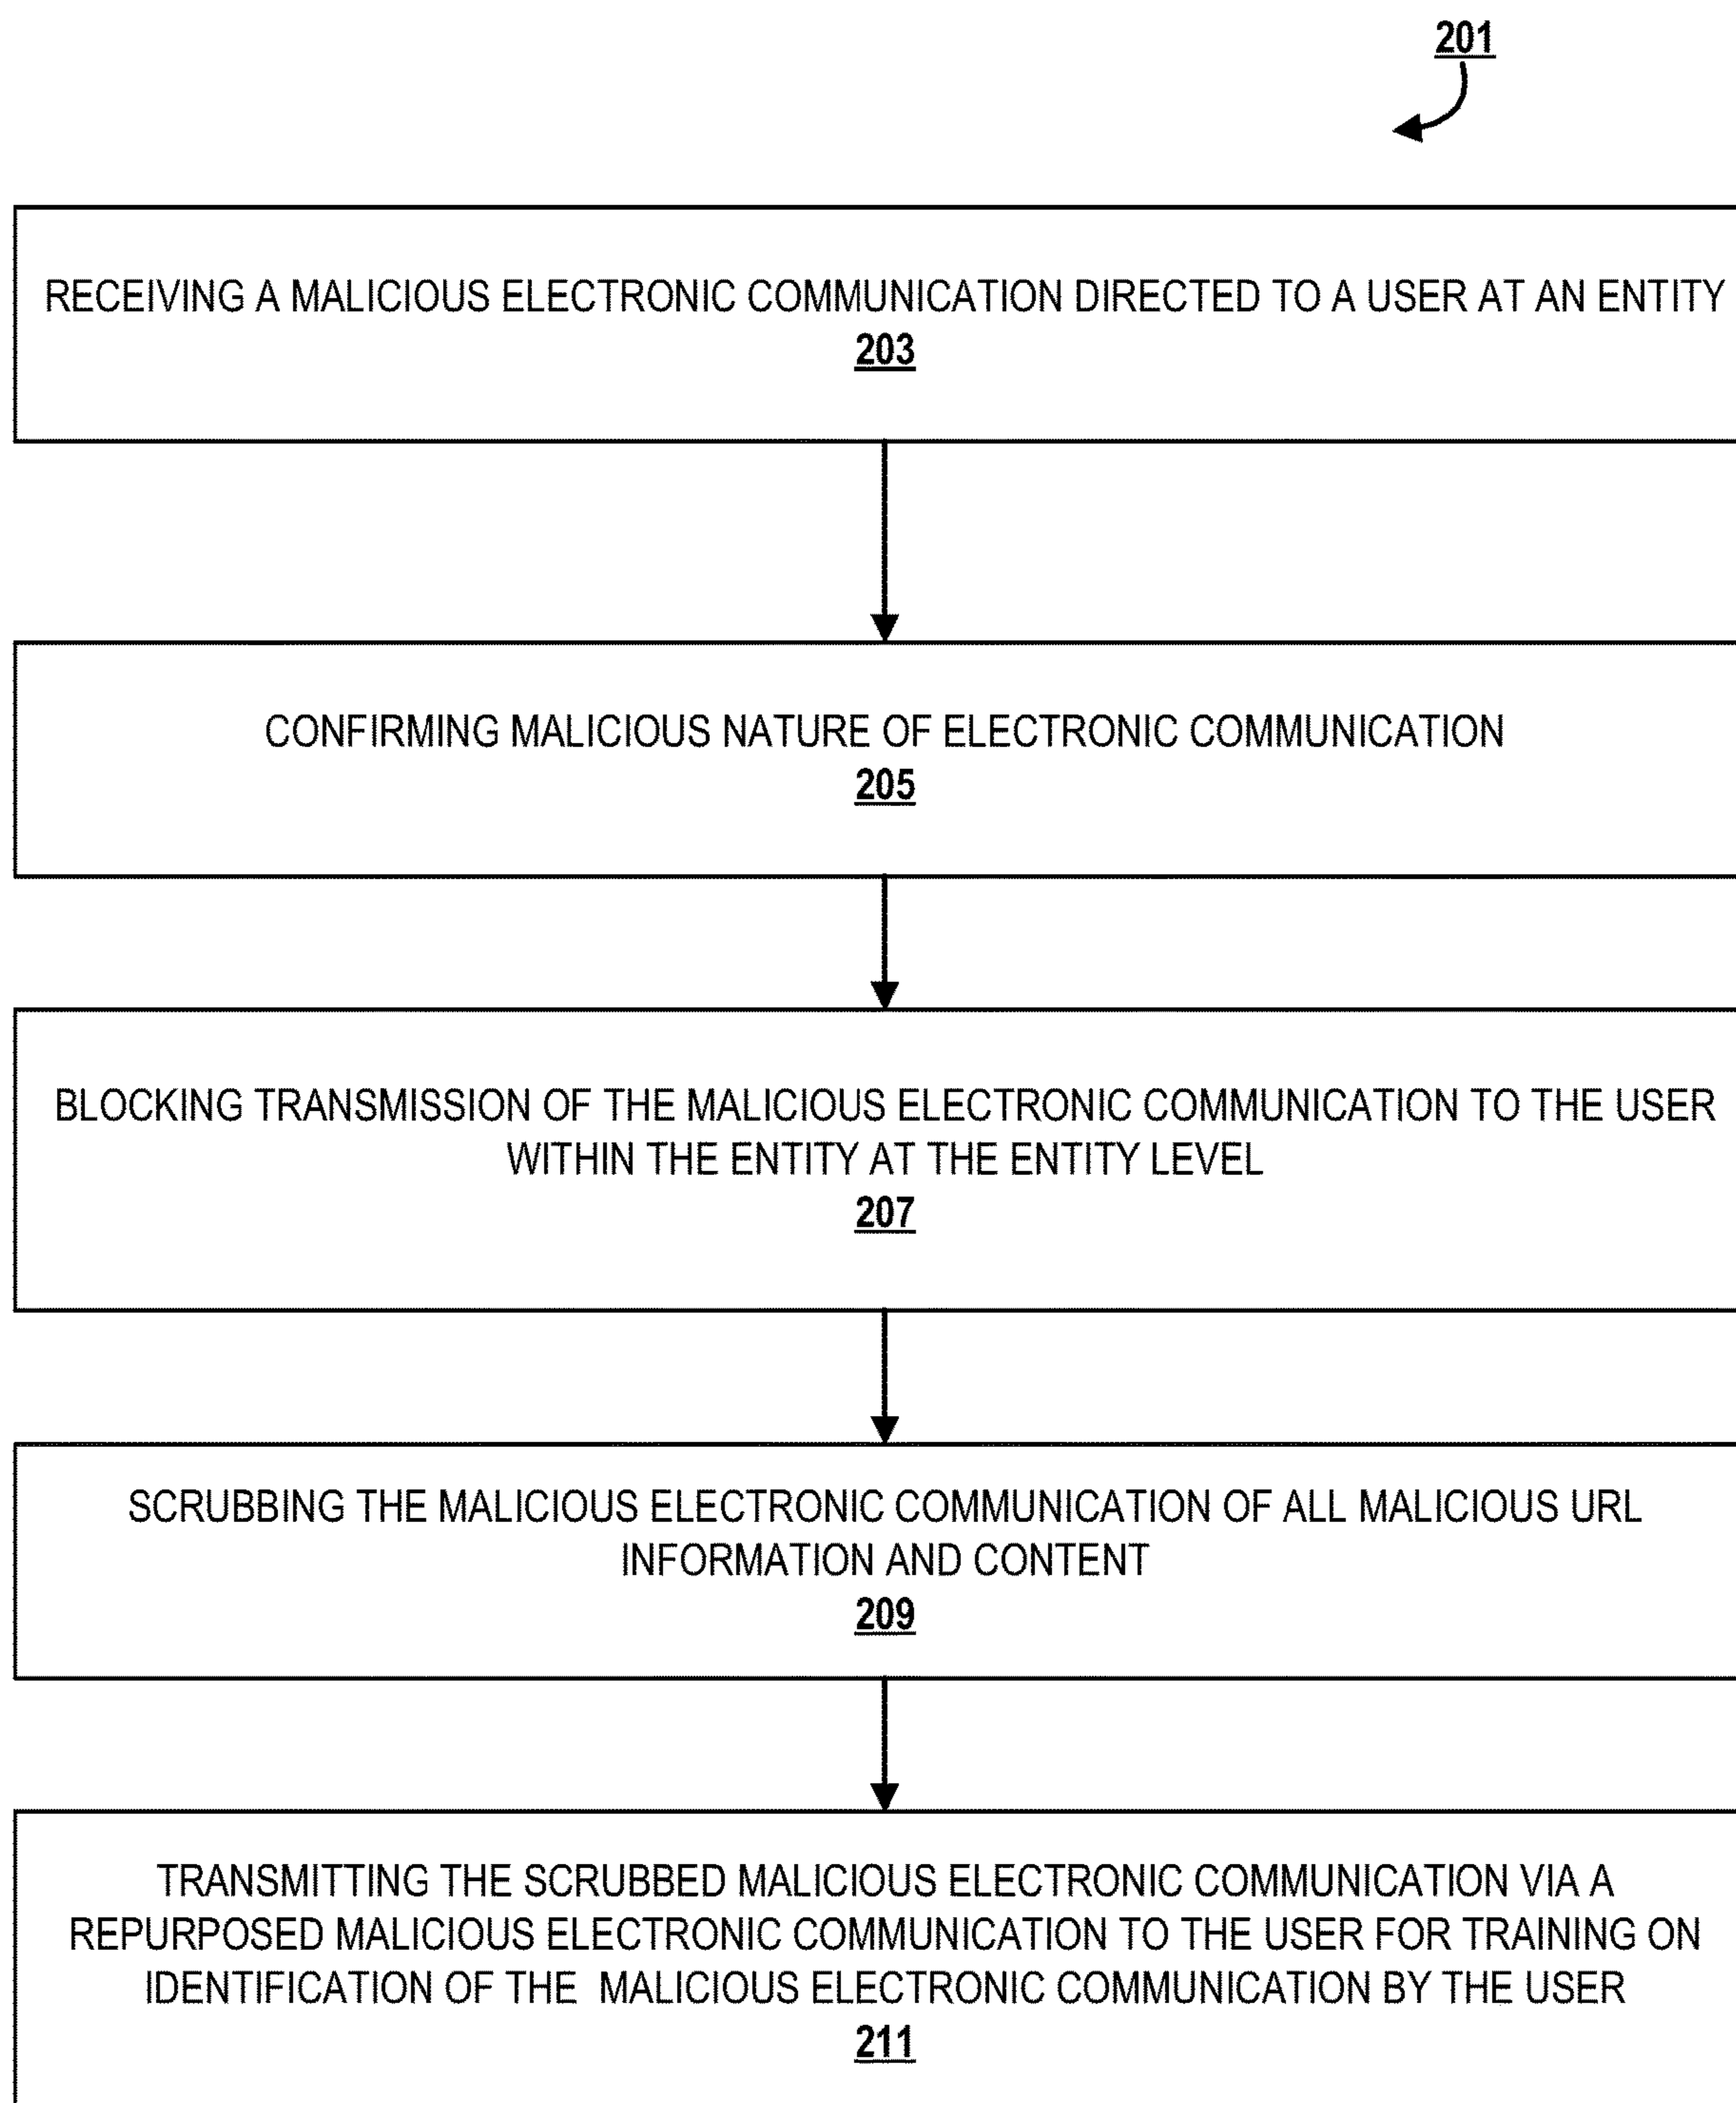 201
RECEIVING A MALICIOUS ELECTRONIC COMMUNICATION DIRECTED TO A USER AT AN ENTITY
203
CONFIRMING MALICIOUS NATURE OF ELECTRONIC COMMUNICATION
205
BLOCKING TRANSMISSION OF THE MALICIOUS ELECTRONIC COMMUNICATION TO THE USER
WITHIN THE ENTITY AT THE ENTITY LEVEL
207
SCRUBBING THE MALICIOUS ELECTRONIC COMMUNICATION OF ALL MALICIOUS URL
INFORMATION AND CONTENT
209
TRANSMITTING THE SCRUBBED MALICIOUS ELECTRONIC COMMUNICATION VIA A
REPURPOSED MALICIOUS ELECTRONIC COMMUNICATION TO THE USER FOR TRAINING ON
IDENTIFICATION OF THE MALICIOUS ELECTRONIC COMMUNICATION BY THE USER
211